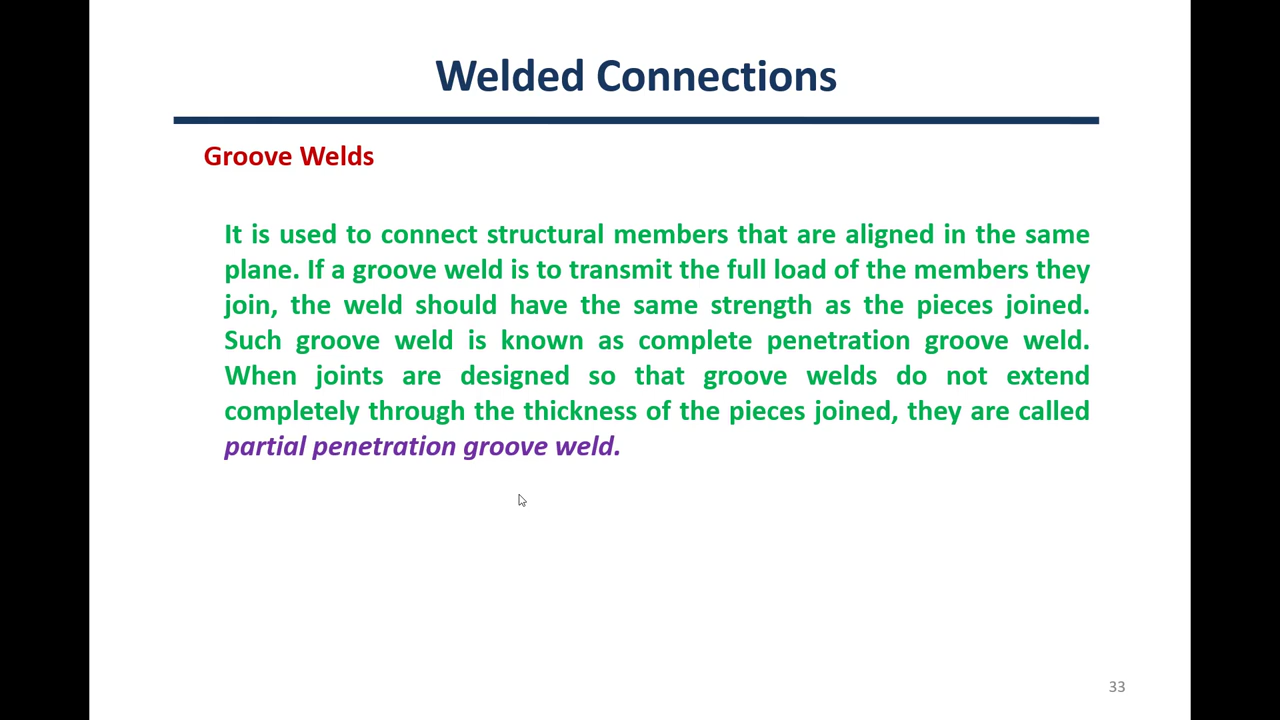 Welded Connections
Groove Welds
It is used to connect structural members that are aligned in the same
plane. If a groove weld is to transmit the full load of the members they
join, the weld should have the same strength as the pieces joined.
Such groove weld is known as complete penetration groove weld.
When joints are designed so that groove welds do not extend
completely through the thickness of the pieces joined, they are called
partial penetration groove weld.
33